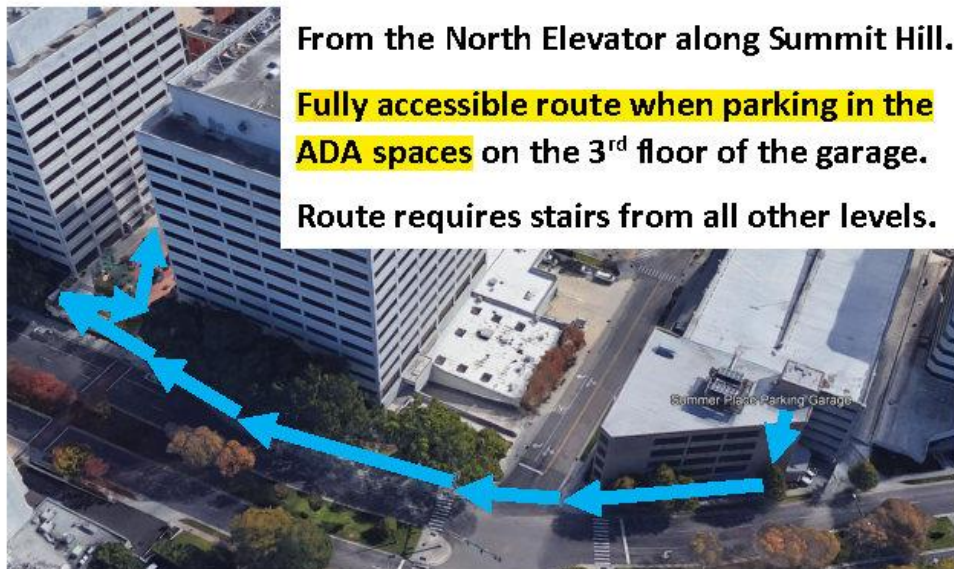 From the North Elevator along Summit Hill.
Fully accessible route when parking in the
ADA spaces on the 3rd floor of the garage.
Route requires stairs from all other levels.
Summer Place Parking Garage